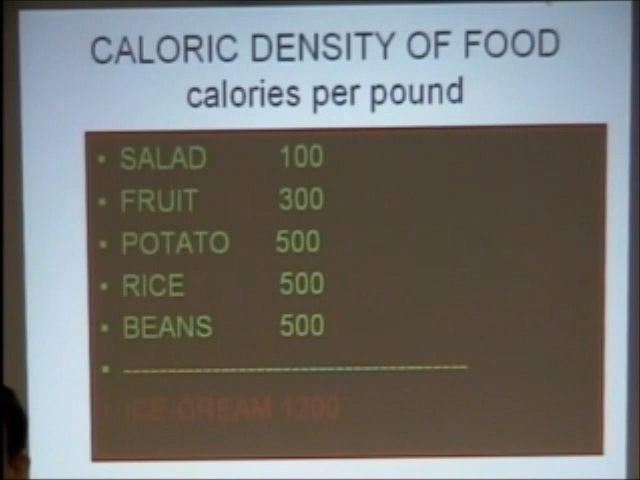 CALORIC DENSITY OF FOOD
calories per pound
• SALAD 100
• FRUIT 300
• POTATO 500
• RICE 500
• BEANS 500
• ------------------------------------
• ICE-CREAM 1200